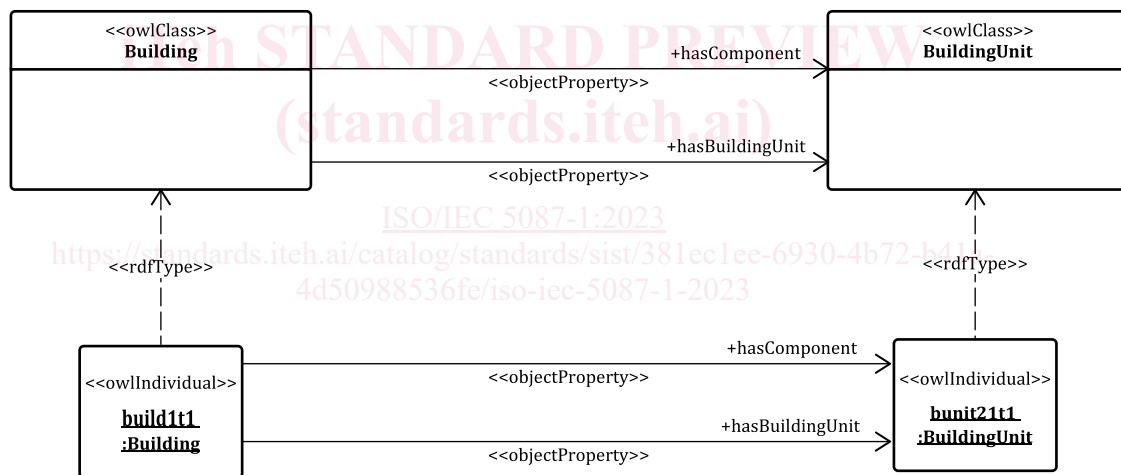 <<owlClass>>
Building
<<owlClass>>
BuildingUnit
iTeh STANDARD PREVIEW
+hasComponent
<<objectProperty>>
(standards.iteh.ai)
+hasBuildingUnit
<<objectProperty>>
ISO/IEC 5087-1:2023
https://standards.iteh.ai/catalog/standards/sist/381ec1ee-6930-4b72-b41e-
4d50988536fe/iso-iec-5087-1-2023
<<rdfType>>
<<rdfType>>
+hasComponent
<<objectProperty>>
<<owlIndividual>>
build1t1
:Building
<<owlIndividual>>
bunit21t1
:BuildingUnit
+hasBuildingUnit
<<objectProperty>>